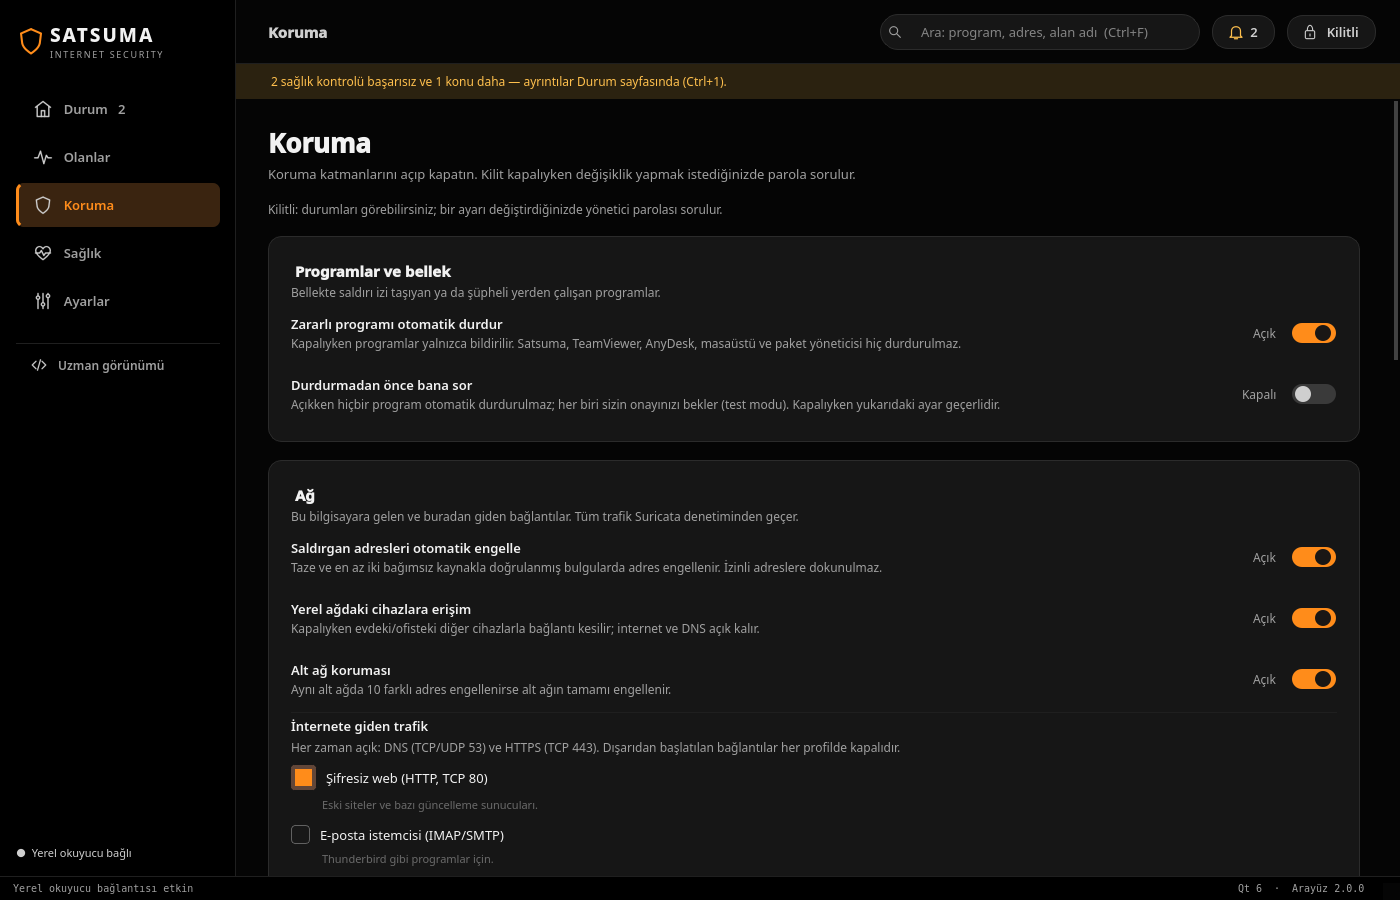 SATSUMA
INTERNET SECURITY
Durum 2
Olanlar
Koruma
Sağlık
Ayarlar
Uzman görünümü
Yerel okuyucu bağlı
Koruma
Ara: program, adres, alan adı (Ctrl+F)
2
Kilitli
2 sağlık kontrolü başarısız ve 1 konu daha — ayrıntılar Durum sayfasında (Ctrl+1).
Koruma
Koruma katmanlarını açıp kapatın. Kilit kapalıyken değişiklik yapmak istediğinizde parola sorulur.
Kilitli: durumları görebilirsiniz; bir ayarı değiştirdiğinizde yönetici parolası sorulur.
Programlar ve bellek
Bellekte saldırı izi taşıyan ya da şüpheli yerden çalışan programlar.
Zararlı programı otomatik durdur
Kapalıyken programlar yalnızca bildirilir. Satsuma, TeamViewer, AnyDesk, masaüstü ve paket yöneticisi hiç durdurulmaz.
Açık
Durdurmadan önce bana sor
Açıkken hiçbir program otomatik durdurulmaz; her biri sizin onayınızı bekler (test modu). Kapalıyken yukarıdaki ayar geçerlidir.
Kapalı
Ağ
Bu bilgisayara gelen ve buradan giden bağlantılar. Tüm trafik Suricata denetiminden geçer.
Saldırgan adresleri otomatik engelle
Taze ve en az iki bağımsız kaynakla doğrulanmış bulgularda adres engellenir. İzinli adreslere dokunulmaz.
Açık
Yerel ağdaki cihazlara erişim
Kapalıyken evdeki/ofisteki diğer cihazlarla bağlantı kesilir; internet ve DNS açık kalır.
Açık
Alt ağ koruması
Aynı alt ağda 10 farklı adres engellenirse alt ağın tamamı engellenir.
Açık
İnternete giden trafik
Her zaman açık: DNS (TCP/UDP 53) ve HTTPS (TCP 443). Dışarıdan başlatılan bağlantılar her profilde kapalıdır.
Şifresiz web (HTTP, TCP 80)
Eski siteler ve bazı güncelleme sunucuları.
E-posta istemcisi (IMAP/SMTP)
Thunderbird gibi programlar için.
Yerel okuyucu bağlantısı etkin
Qt 6 · Arayüz 2.0.0